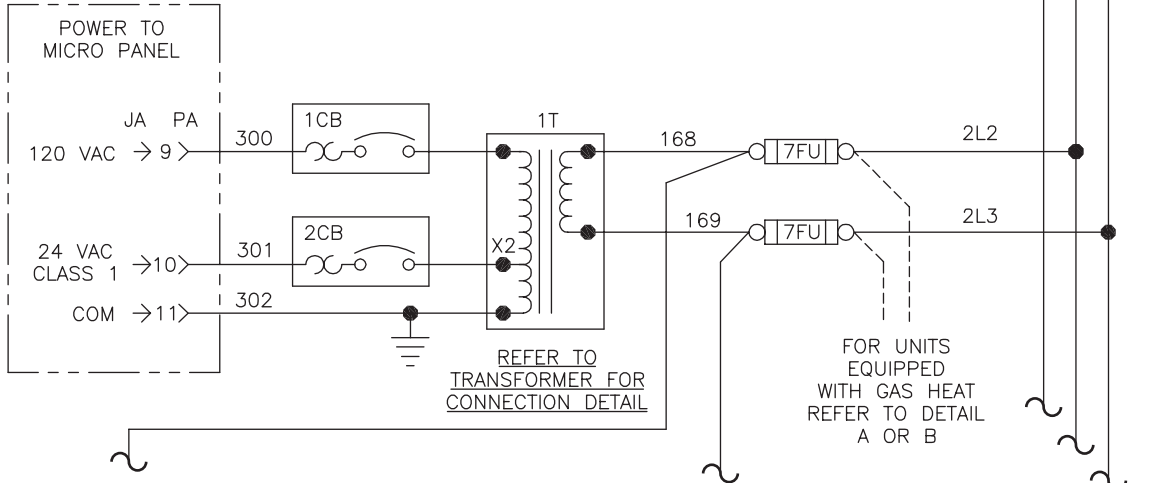 POWER TO
MICRO PANEL
JA PA
120 VAC 9
300
1CB
1T
168
7FU
2L2
24 VAC
CLASS 1
10
301
2CB
X2
169
7FU
2L3
COM 11
302
REFER TO
TRANSFORMER FOR
CONNECTION DETAIL
FOR UNITS
EQUIPPED
WITH GAS HEAT
REFER TO DETAIL
A OR B